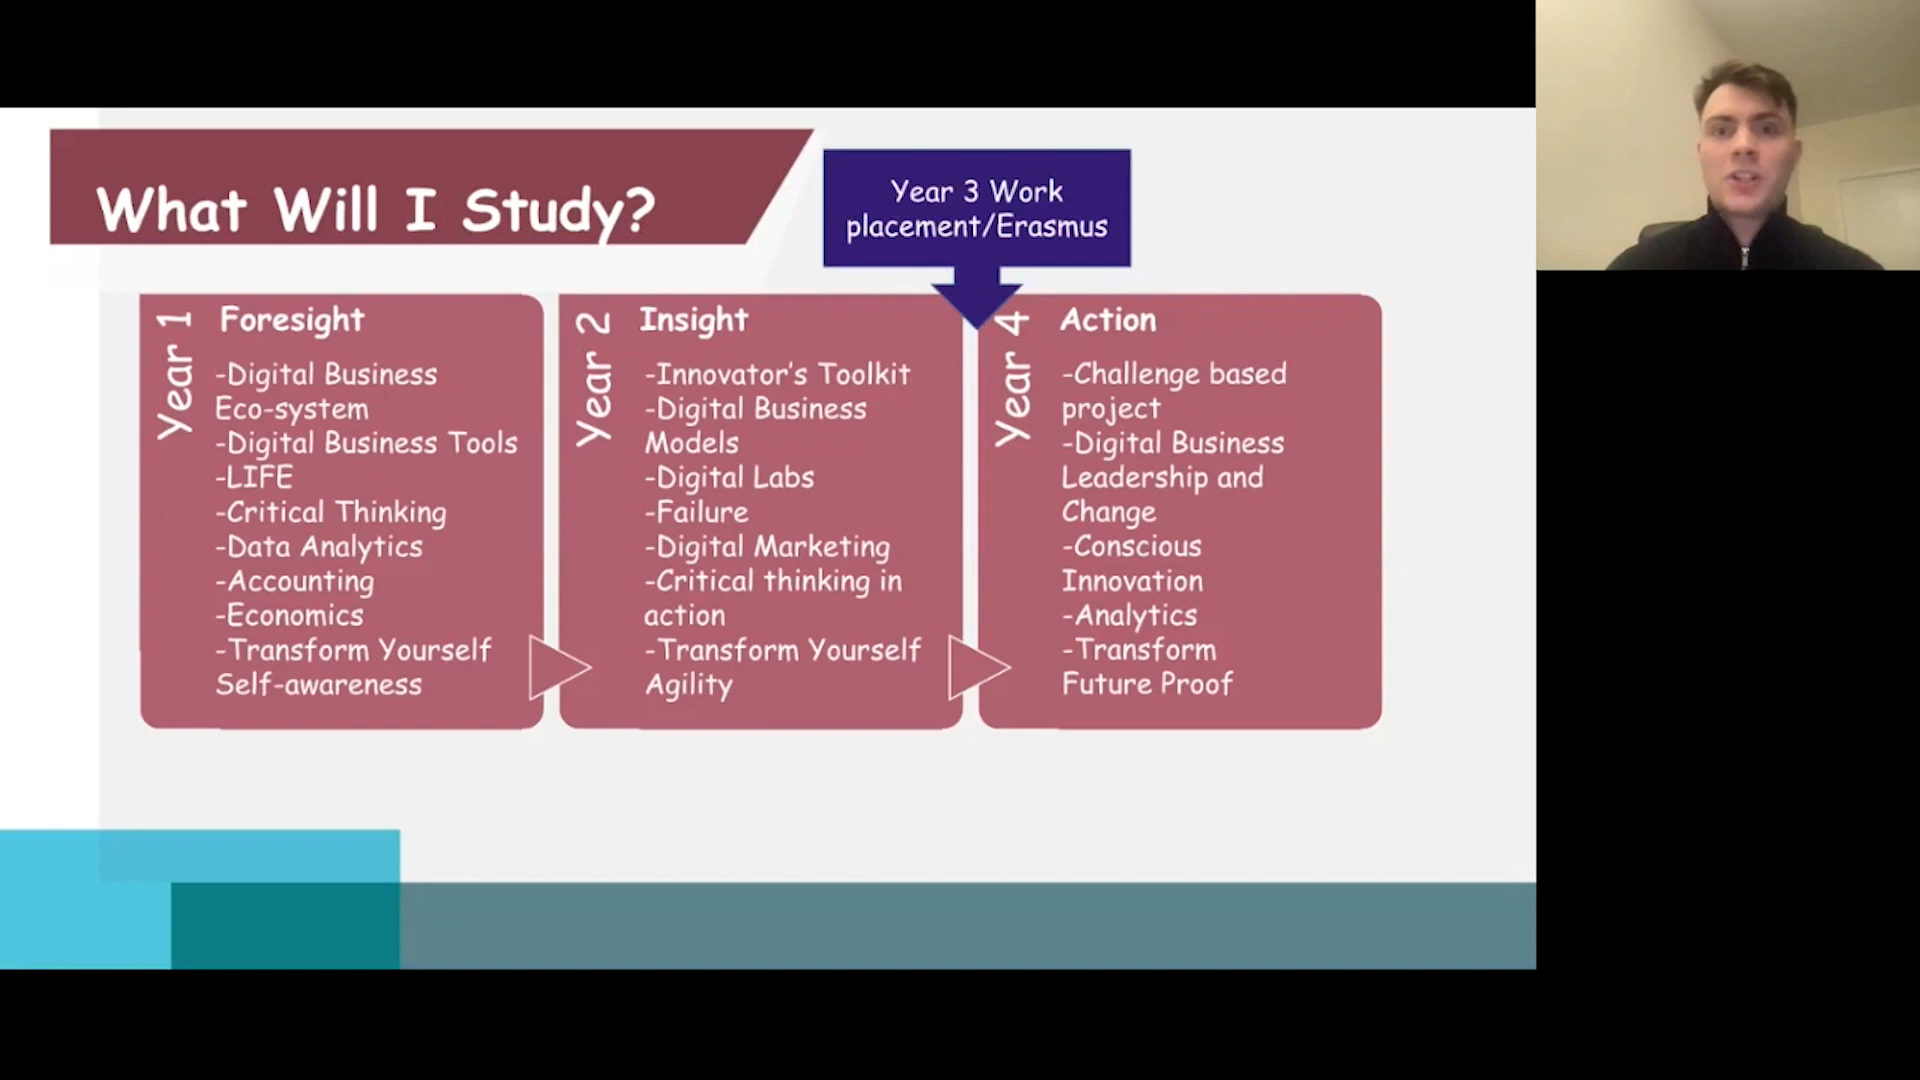 What Will I Study?
Year 3 Work
placement/Erasmus
Year 1
Foresight
-Digital Business
Eco-system
-Digital Business Tools
-LIFE
-Critical Thinking
-Data Analytics
-Accounting
-Economics
-Transform Yourself
Self-awareness
Year 2
Insight
-Innovator's Toolkit
-Digital Business
Models
-Digital Labs
-Failure
-Digital Marketing
-Critical thinking in
action
-Transform Yourself
Agility
Year 4
Action
-Challenge based
project
-Digital Business
Leadership and
Change
-Conscious
Innovation
-Analytics
-Transform
Future Proof